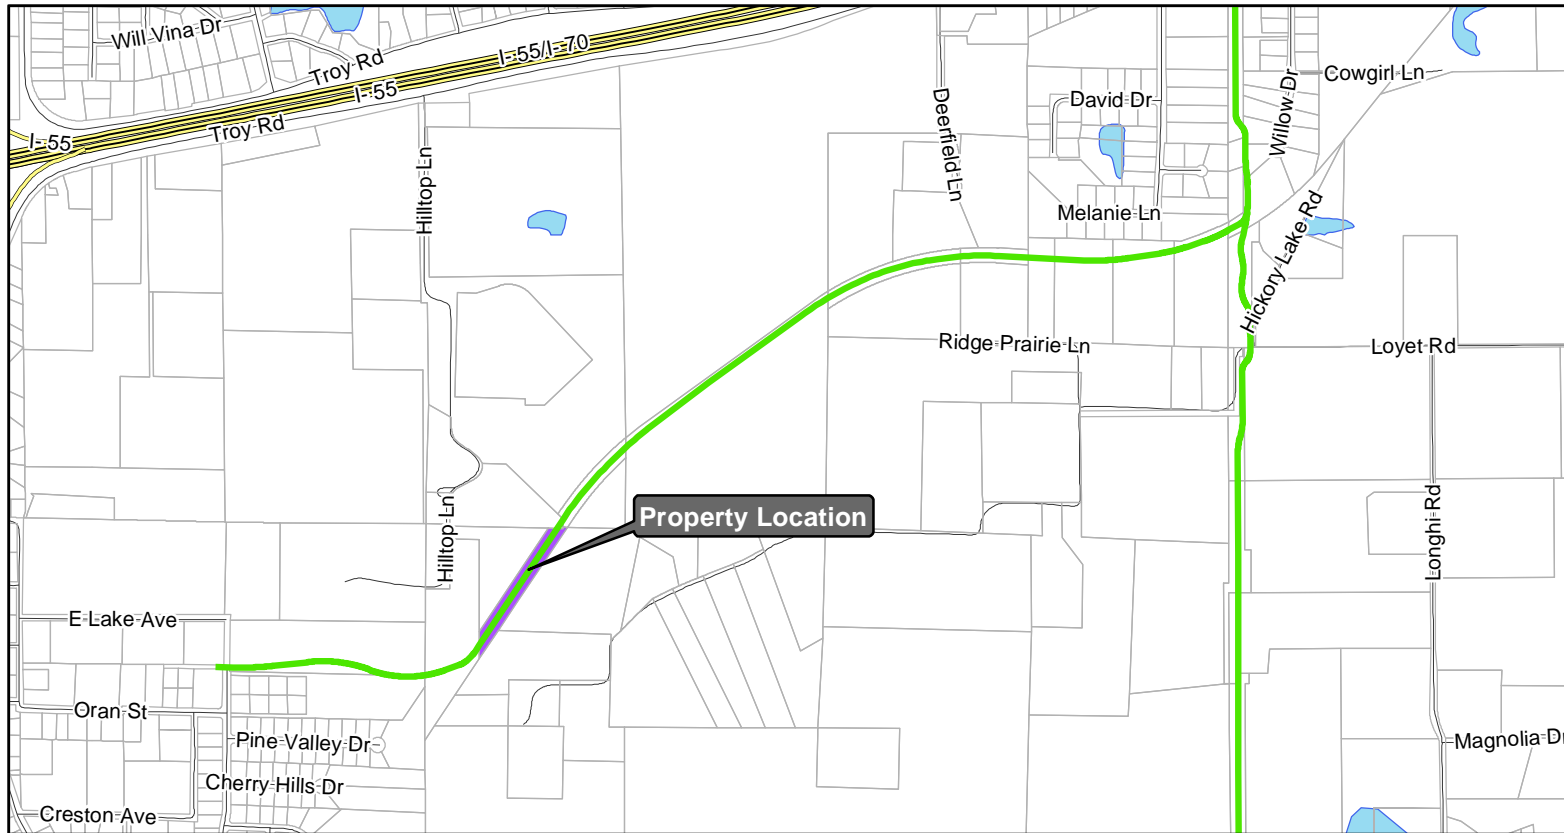 Will Vina Dr
Troy Rd
I-55/I-70
I-55
Troy Rd
I-55
Cowgirl Ln
David Dr
Willow Dr
Deerfield Ln
Hilltop Ln
Melanie Ln
Hickory Lake Rd
Ridge Prairie Ln
Loyet Rd
Property Location
Hilltop Ln
Longhi Rd
E Lake Ave
Oran St
Pine Valley Dr
Magnolia Dr
Cherry Hills Dr
Creston Ave